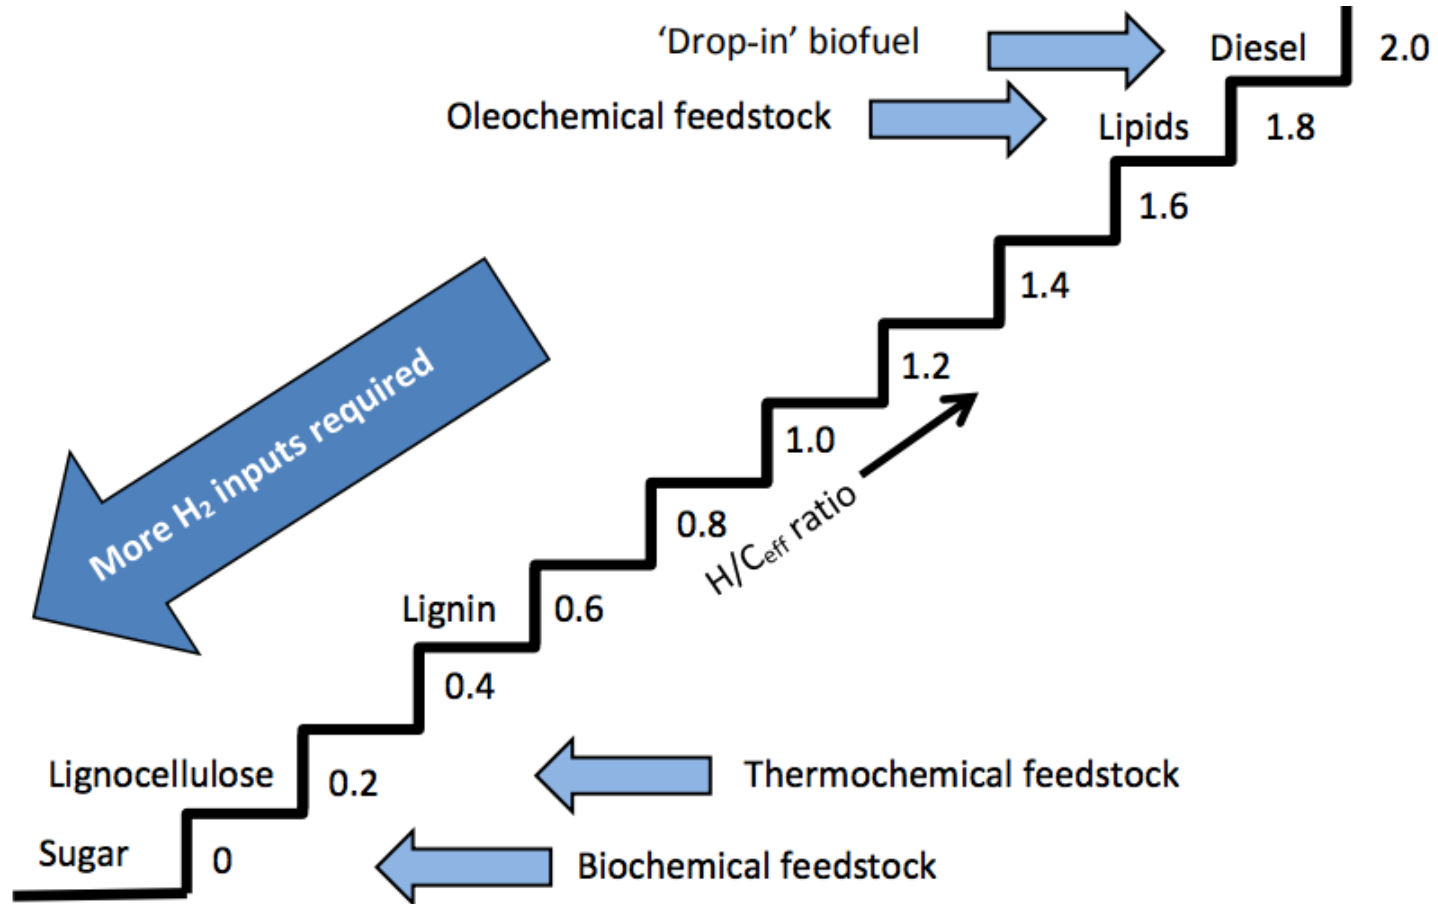 ‘Drop-in’ biofuel
Diesel
2.0
Oleochemical feedstock
Lipids
1.8
1.6
1.4
1.2
1.0
0.8
H/Ceff ratio
More H₂ inputs required
Lignin
0.6
0.4
Lignocellulose
0.2
Thermochemical feedstock
Sugar
0
Biochemical feedstock